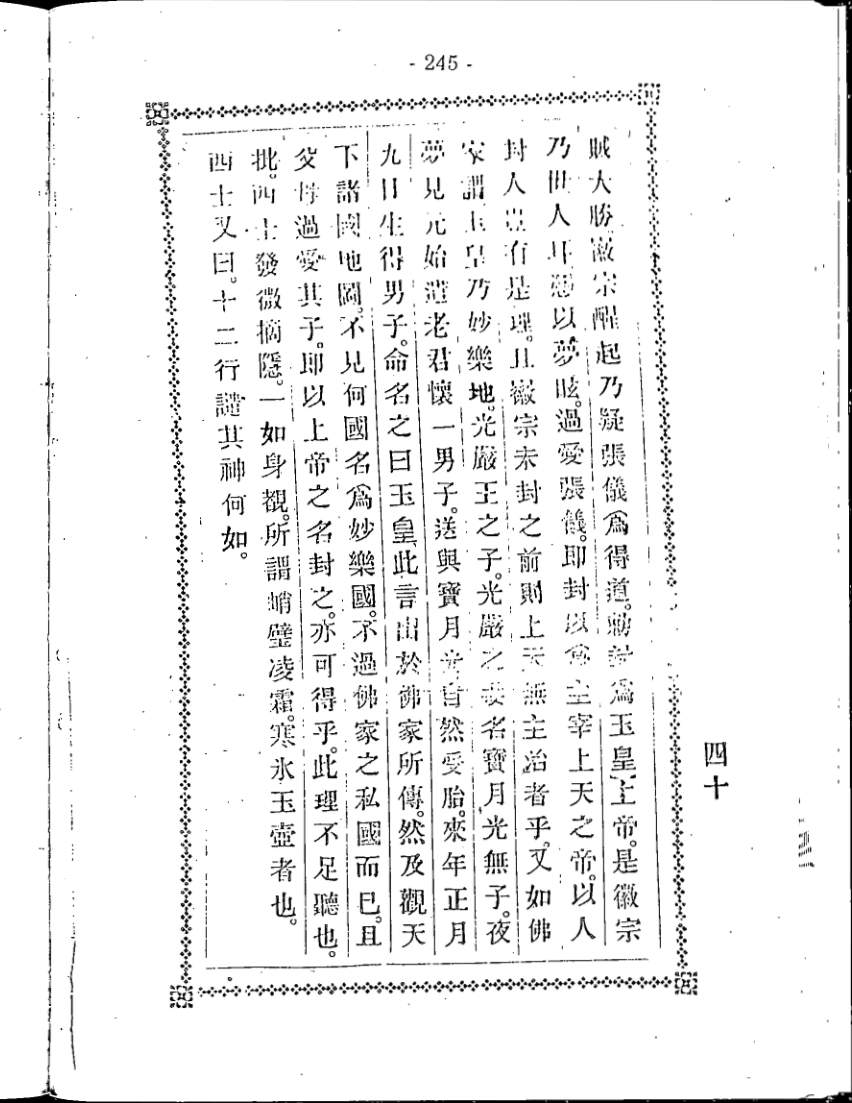 - 245 -
四十
賊大勝徽宗醒起乃疑張儀爲得道。勅封爲玉皇上帝。是徽宗
乃世人耳惑以夢眩。過愛張儀。即封以爲主宰上天之帝。以人
封人豈有是理。且徽宗未封之前則上天無主治者乎。又如佛
家謂玉皇乃妙樂地。光嚴王之子。光嚴之妻名寶月光無子。夜
夢見元始遣老君懷一男子。送與寶月光自然受胎。來年正月
九日生得男子。命名之曰玉皇此言出於佛家所傳。然及觀天
下諸國地圖。不見何國名爲妙樂國。不過佛家之私國而已。且
父母過愛其子。即以上帝之名封之。亦可得乎。此理不足聽也。
批。西士發微摘隱。一如身覩。所謂峭壁凌霜。寒氷玉壺者也。
西士又曰。十二行譴其神何如。